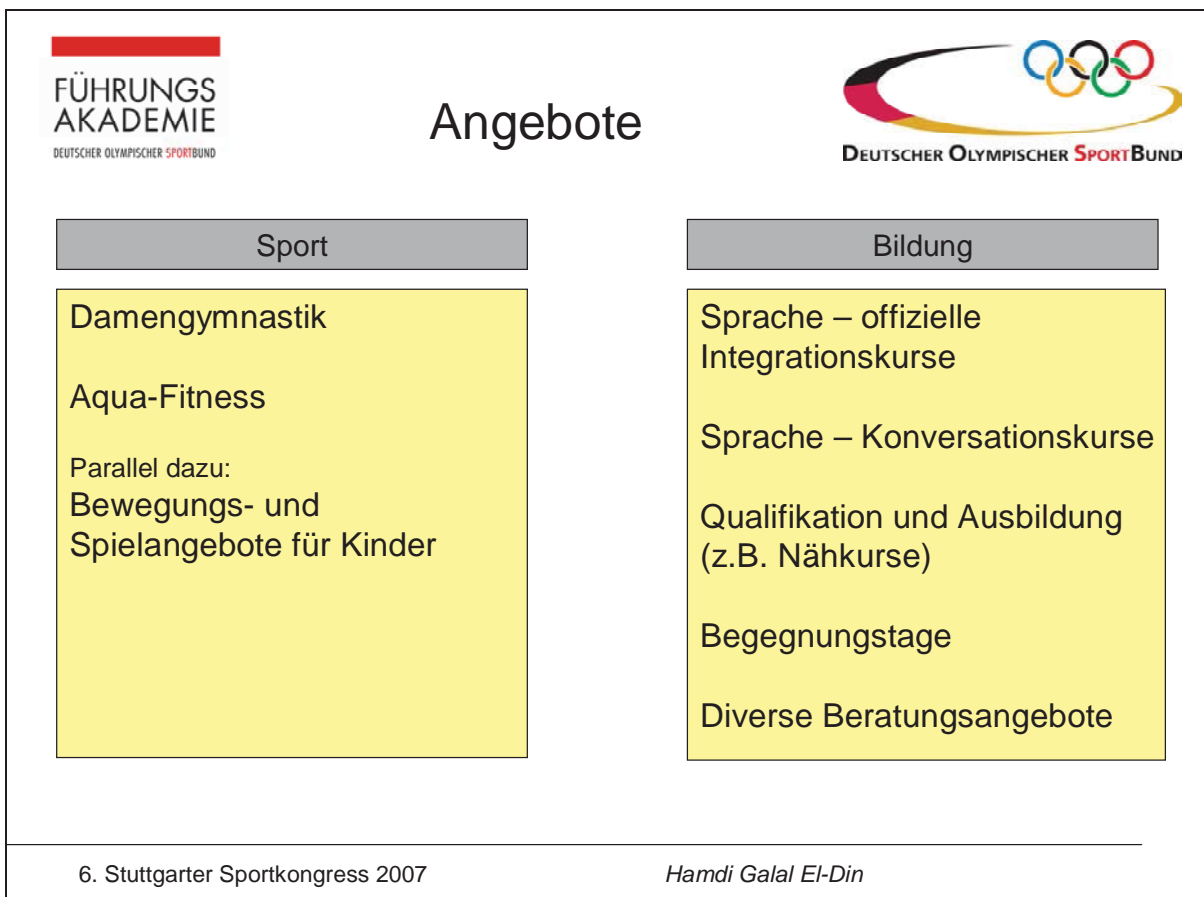 FÜHRUNGS
AKADEMIE
DEUTSCHER OLYMPISCHER SPORTBUND
Angebote
DEUTSCHER OLYMPISCHER SPORTBUND
Sport
Damengymnastik
Aqua-Fitness
Parallel dazu:
Bewegungs- und
Spielangebote für Kinder
Bildung
Sprache – offizielle
Integrationskurse
Sprache – Konversationskurse
Qualifikation und Ausbildung
(z.B. Nähkurse)
Begegnungstage
Diverse Beratungsangebote
6. Stuttgarter Sportkongress 2007
Hamdi Galal El-Din